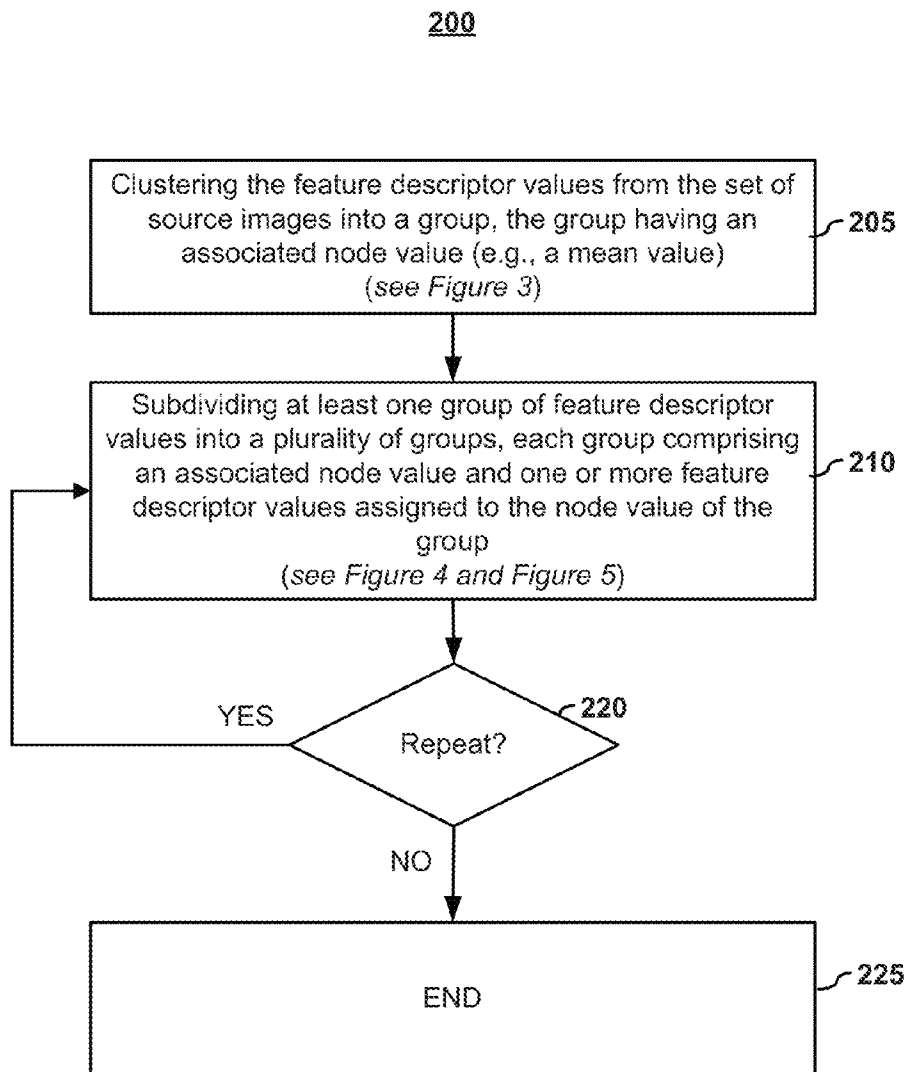 200
Clustering the feature descriptor values from the set of
source images into a group, the group having an
associated node value (e.g., a mean value)
(see Figure 3)
205
Subdividing at least one group of feature descriptor
values into a plurality of groups, each group comprising
an associated node value and one or more feature
descriptor values assigned to the node value of the
group
(see Figure 4 and Figure 5)
210
220
YES
Repeat?
NO
END
225